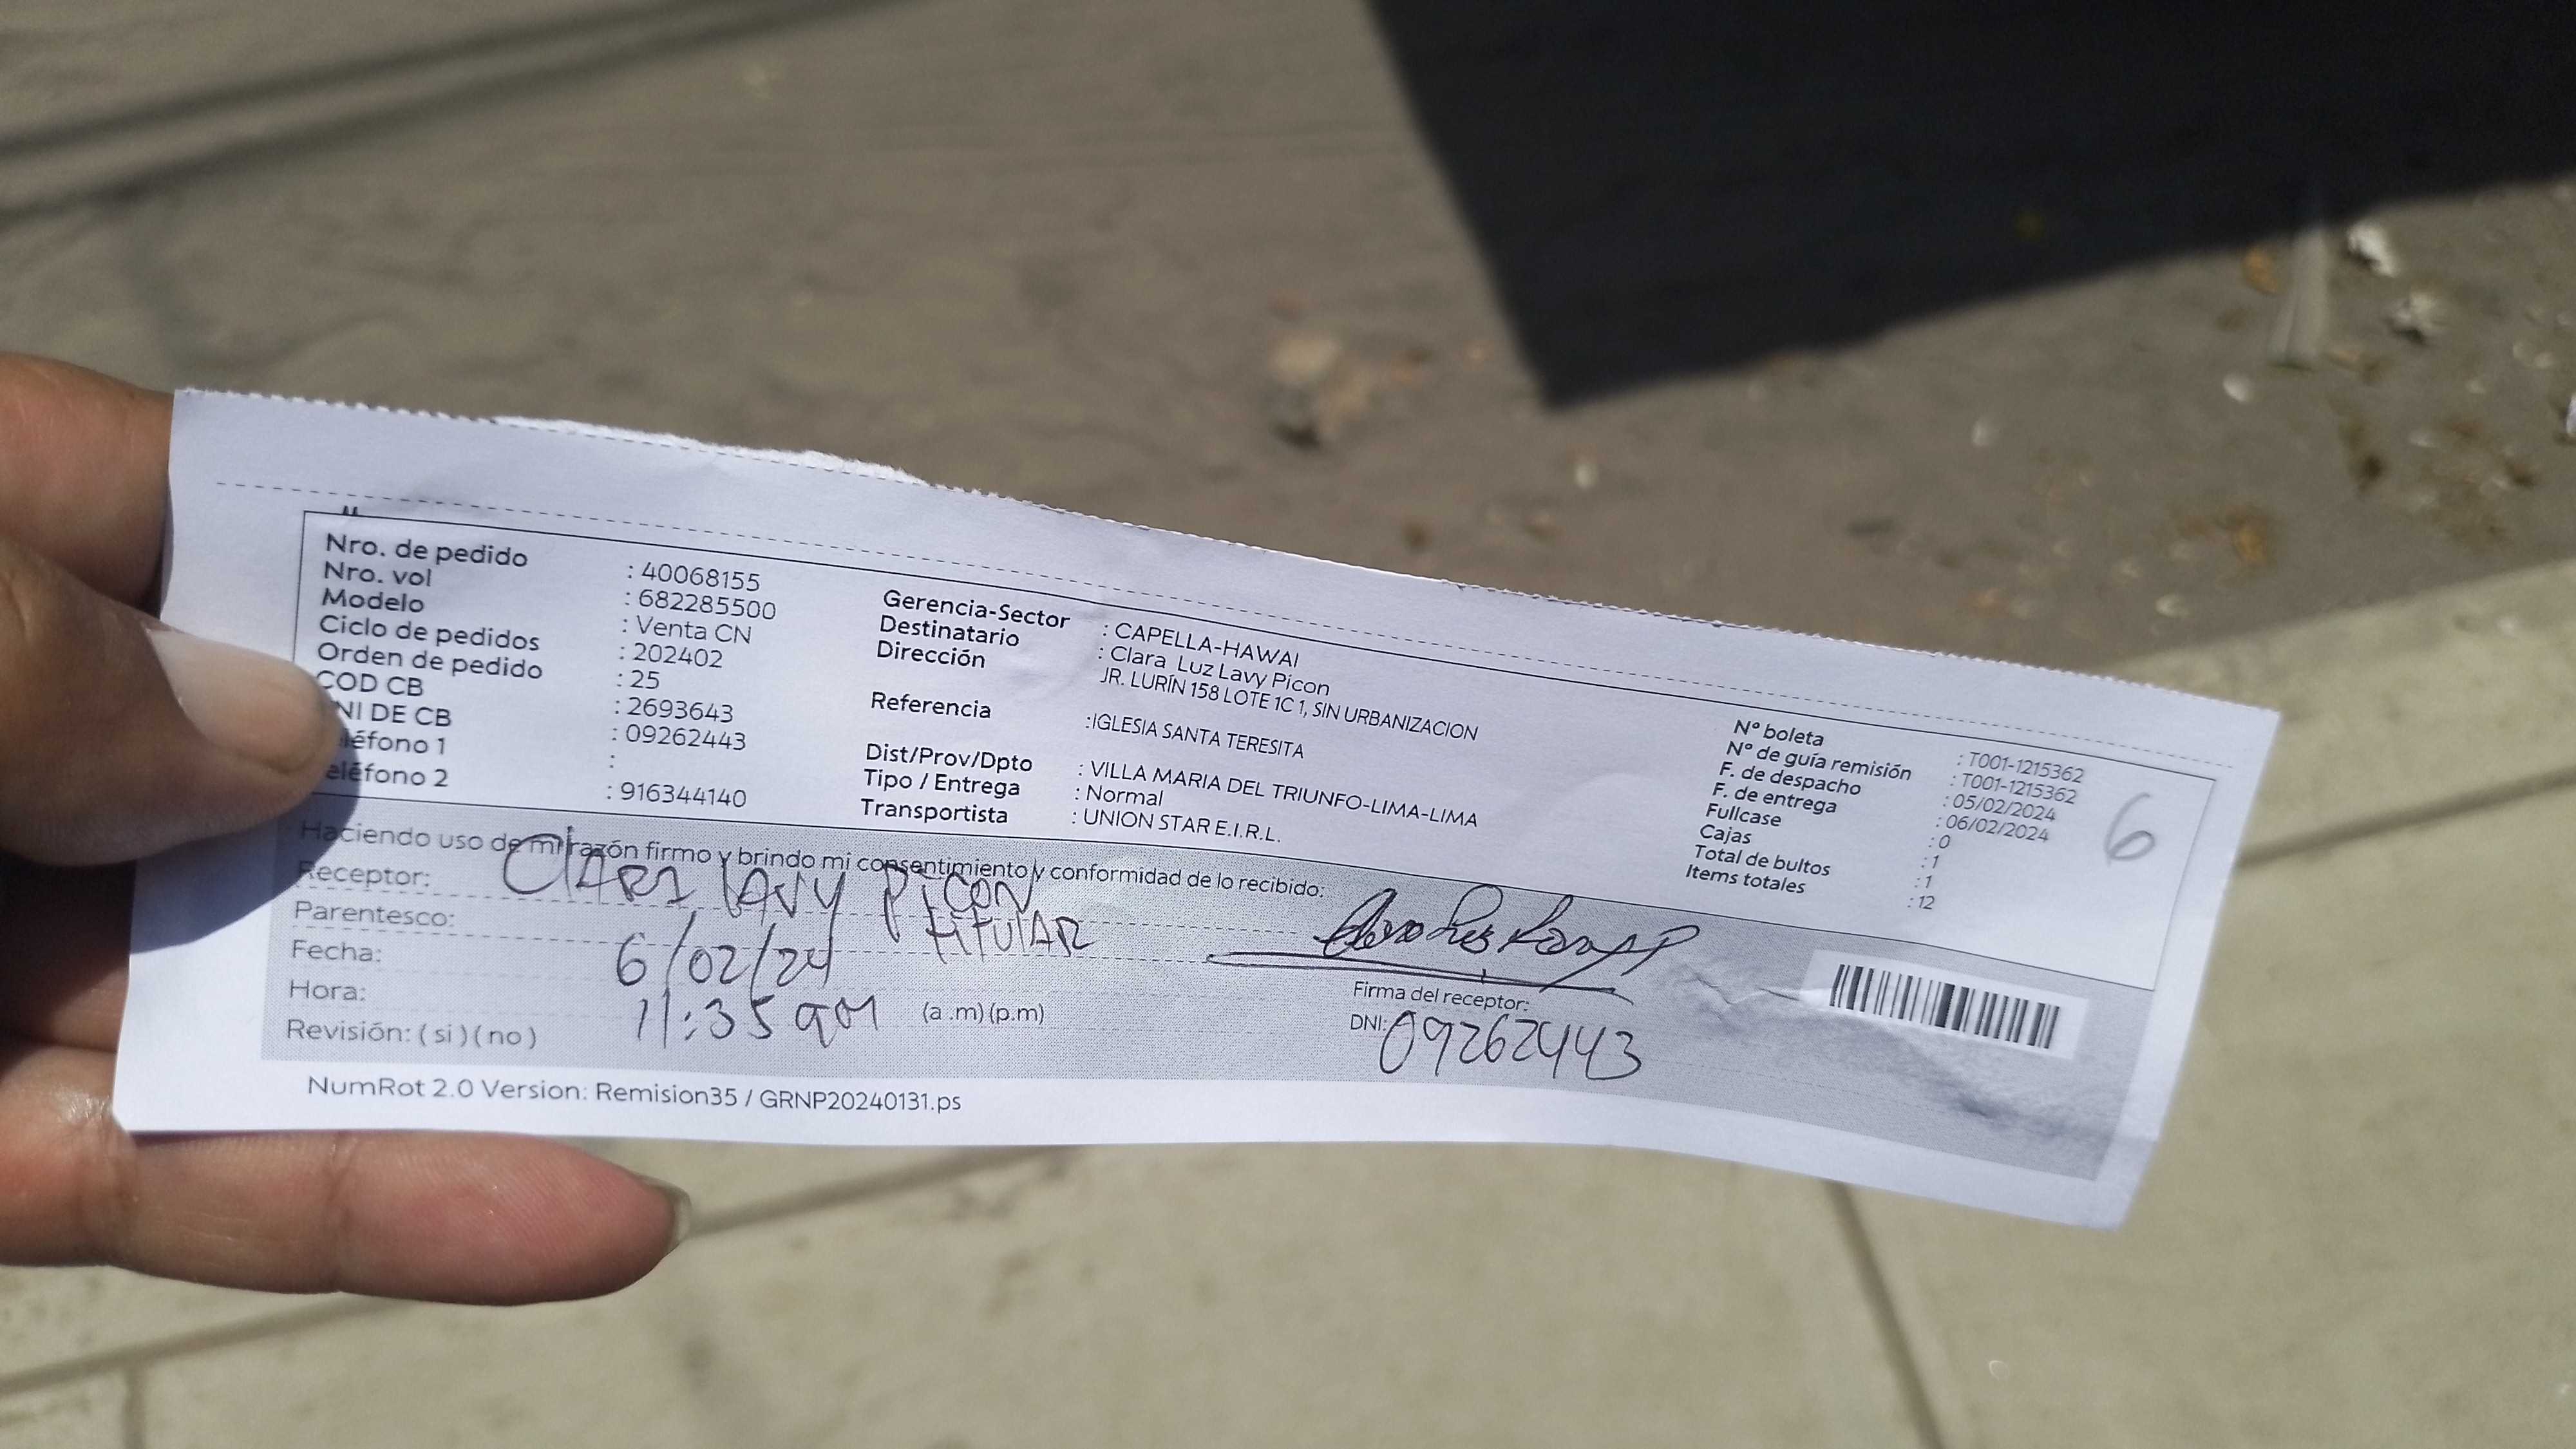 Nro. de pedido : 40068155
Nro. vol : 682285500
Modelo : Venta CN
Ciclo de pedidos : 202402
Orden de pedido : 25
COD CB : 2693643
NI DE CB : 09262443
léfono 1 :
eléfono 2 : 916344140
Gerencia-Sector : CAPELLA-HAWAI
Destinatario : Clara Luz Lavy Picon
Dirección JR. LURÍN 158 LOTE 1C 1, SIN URBANIZACION
Referencia :IGLESIA SANTA TERESITA
Dist/Prov/Dpto : VILLA MARIA DEL TRIUNFO-LIMA-LIMA
Tipo / Entrega : Normal
Transportista : UNION STAR E.I.R.L.
N° boleta : T001-1215362
N° de guía remisión : T001-1215362
F. de despacho : 05/02/2024
F. de entrega : 06/02/2024
Fullcase : 0
Cajas : 1
Total de bultos : 1
Items totales : 12
6
Haciendo uso de mi razón firmo y brindo mi consentimiento y conformidad de lo recibido:
Receptor: CLARA LAVY PICON
Parentesco: titULAR
Fecha: 6/02/24
Hora: 11:35 am (a .m) (p.m)
Revisión: ( si ) ( no )
Firma del receptor:
DNI: 09262443
NumRot 2.0 Version: Remision35 / GRNP20240131.ps